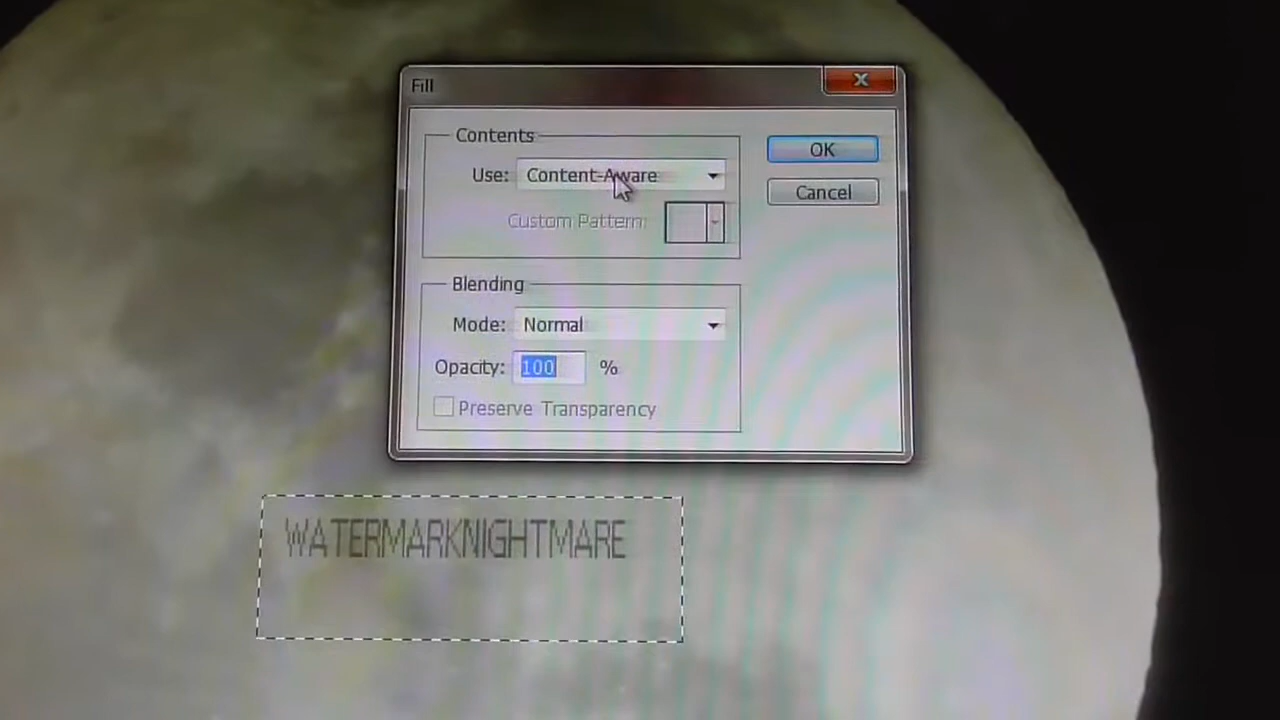 Fill
Contents
OK
Use: Content-Aware
Cancel
Custom Pattern:
Blending
Mode: Normal
Opacity: 100 %
Preserve Transparency
WATERMARKNIGHTMARE